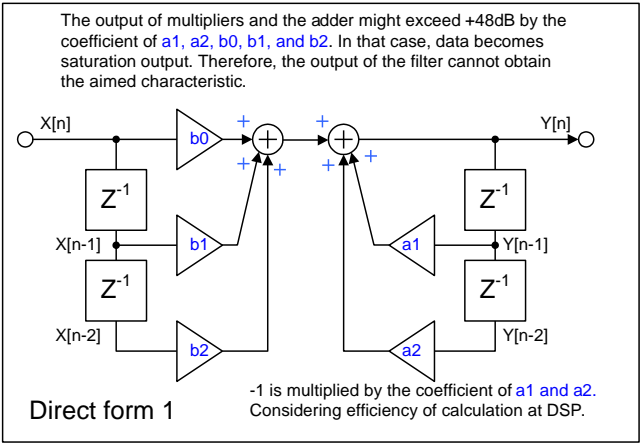 The output of multipliers and the adder might exceed +48dB by the
coefficient of a1, a2, b0, b1, and b2. In that case, data becomes
saturation output. Therefore, the output of the filter cannot obtain
the aimed characteristic.
X[n]
b0
+
+
+
+
+
+
+
+
Y[n]
Z-1
Z-1
X[n-1]
b1
a1
Y[n-1]
Z-1
Z-1
X[n-2]
b2
a2
Y[n-2]
Direct form 1
-1 is multiplied by the coefficient of a1 and a2.
Considering efficiency of calculation at DSP.